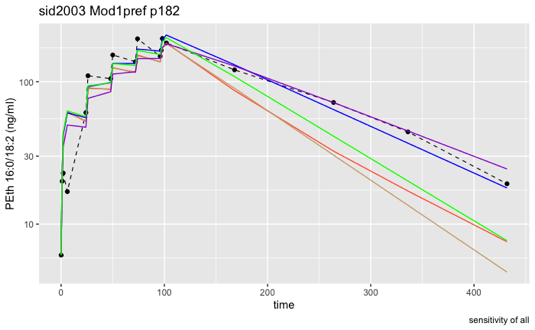 sid2003 Mod1pref p182
PEth 16:0/18:2 (ng/ml)
100
30
10
0
100
200
300
400
time
sensitivity of all